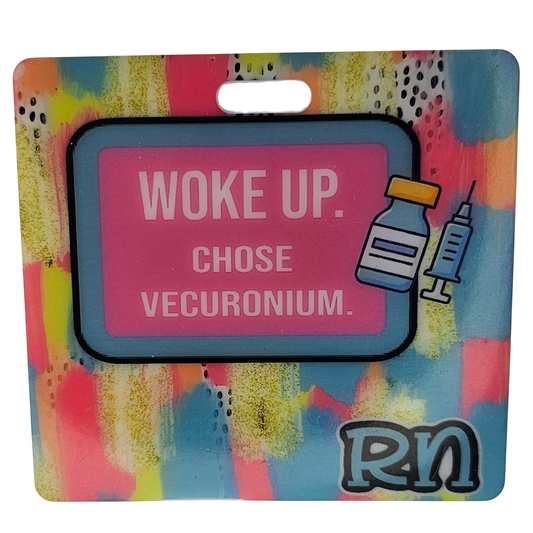 WOKE UP.
CHOSE
VECURONIUM.
RN